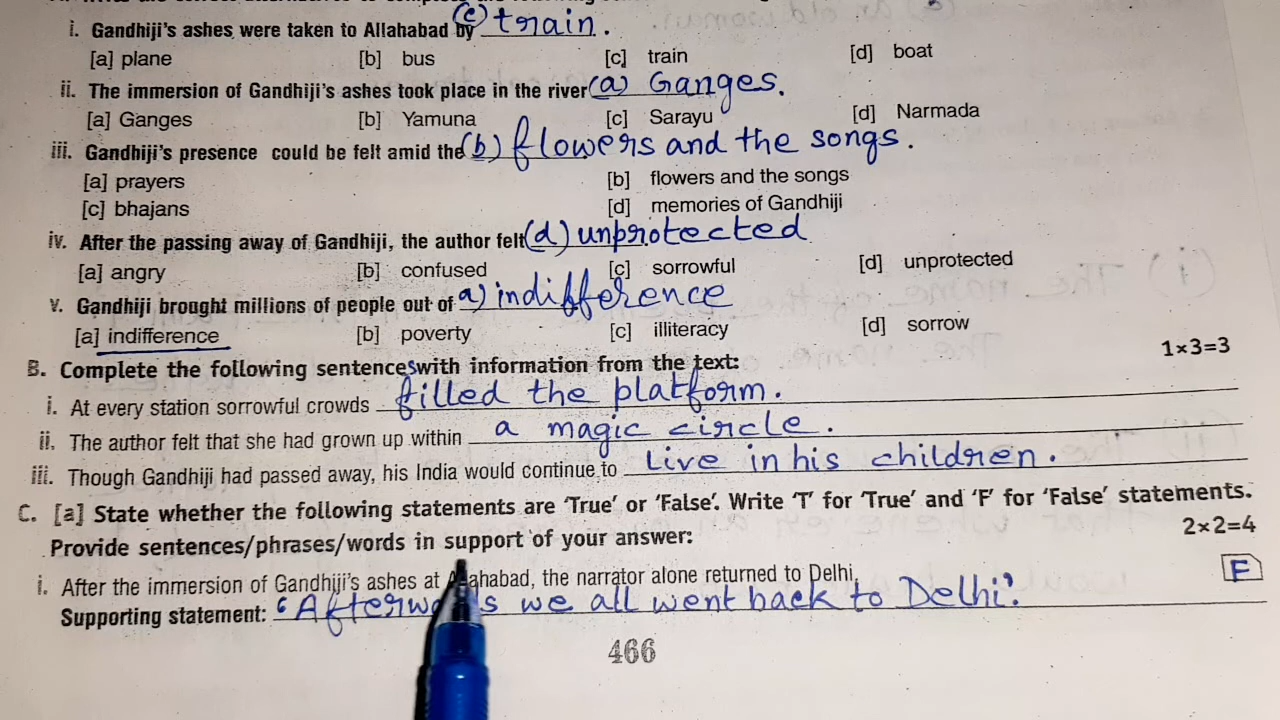 i. Gandhiji's ashes were taken to Allahabad by (c) train.
[a] plane [b] bus [c] train [d] boat
ii. The immersion of Gandhiji's ashes took place in the river (a) Ganges.
[a] Ganges [b] Yamuna [c] Sarayu [d] Narmada
iii. Gandhiji's presence could be felt amid the (b) flowers and the songs.
[a] prayers [b] flowers and the songs
[c] bhajans [d] memories of Gandhiji
iv. After the passing away of Gandhiji, the author felt (d) unprotected
[a] angry [b] confused [c] sorrowful [d] unprotected
v. Gandhiji brought millions of people out of a) indifference
[a] indifference [b] poverty [c] illiteracy [d] sorrow
B. Complete the following sentences with information from the text: 1×3=3
i. At every station sorrowful crowds filled the platform.
ii. The author felt that she had grown up within a magic circle.
iii. Though Gandhiji had passed away, his India would continue to live in his children.
C. [a] State whether the following statements are 'True' or 'False'. Write 'T' for 'True' and 'F' for 'False' statements.
Provide sentences/phrases/words in support of your answer: 2×2=4
i. After the immersion of Gandhiji's ashes at Allahabad, the narrator alone returned to Delhi. F
Supporting statement: 'Afterwards we all went back to Delhi'.
466